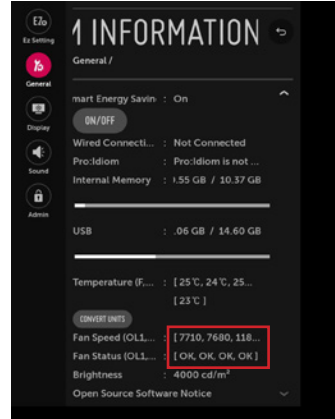 Ez Setting
General
Display
Sound
Admin
M INFORMATION
General /
mart Energy Savin : On
ON/OFF
Wired Connecti... : Not Connected
Pro:Idiom : Pro:Idiom is not ...
Internal Memory : .55 GB / 10.37 GB
USB : .06 GB / 14.60 GB
Temperature (F,... : [ 25℃, 24℃, 25...
[ 23℃ ]
CONVERT UNITS
Fan Speed (OL1,... : [ 7710, 7680, 118...
Fan Status (OL1,... : [ OK, OK, OK, OK ]
Brightness : 4000 cd/m²
Open Source Software Notice